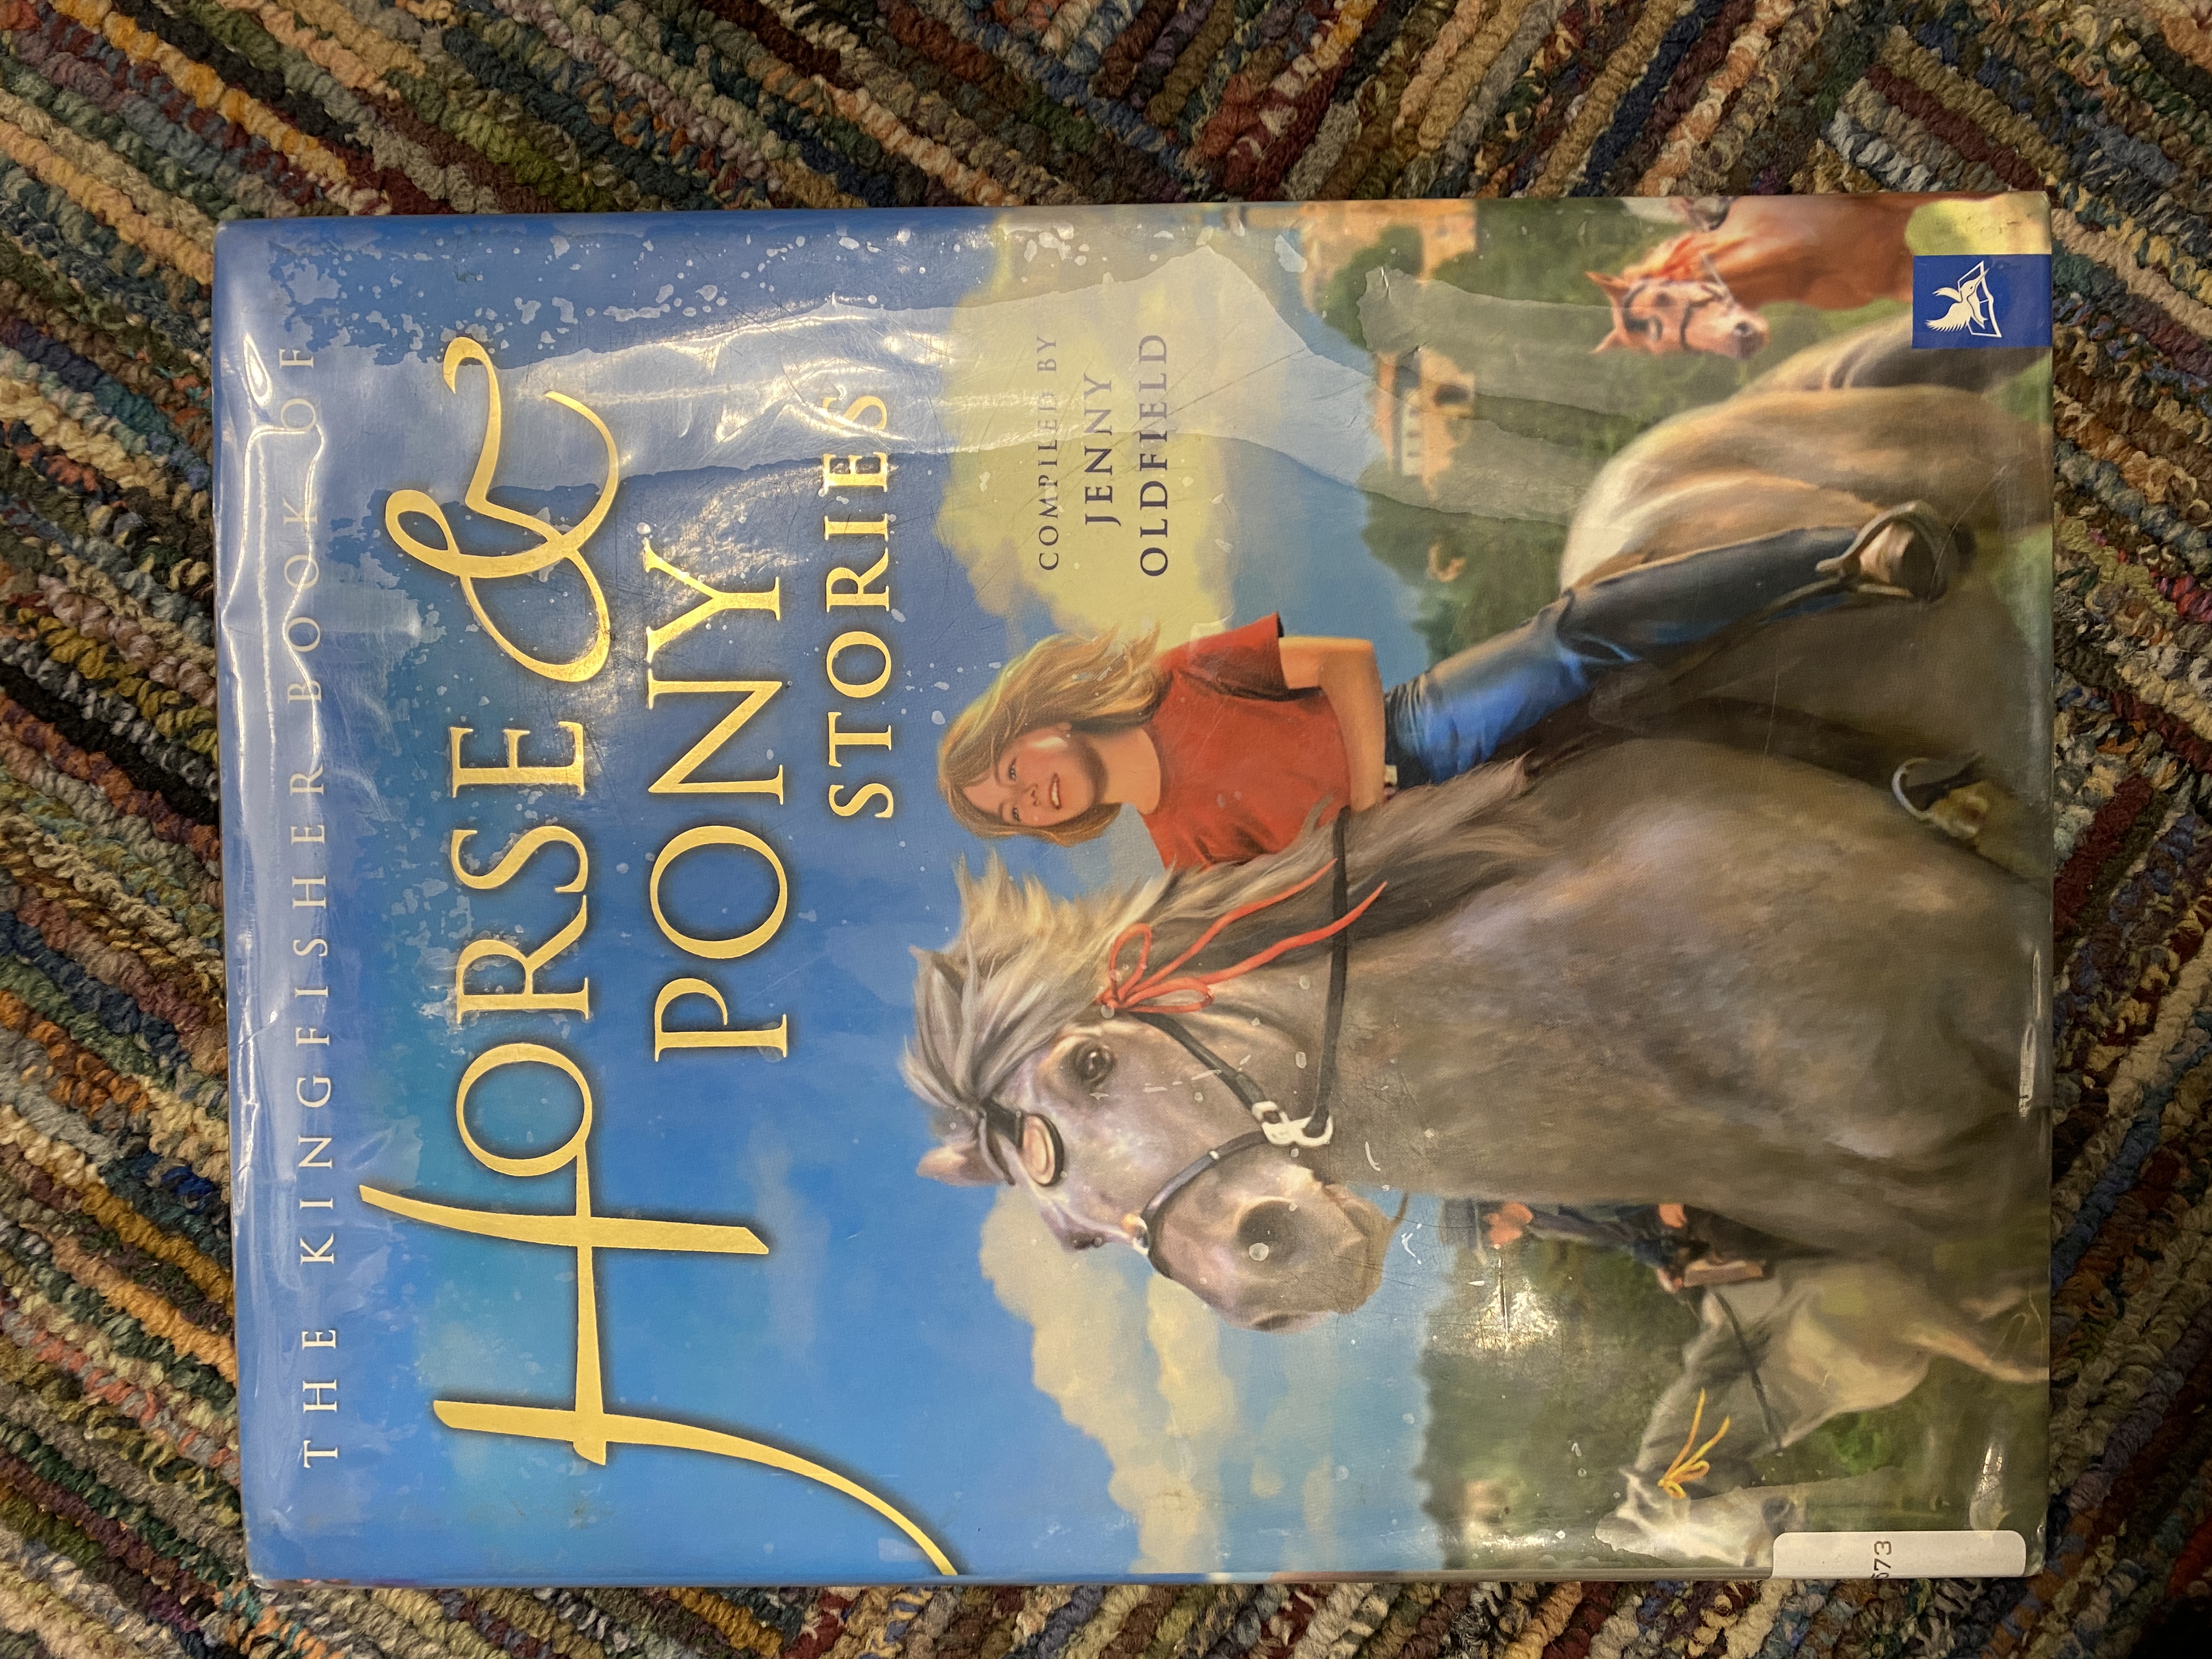 THE KINGFISHER BOOK OF
HORSE &
PONY
STORIES
COMPILED BY
JENNY
OLDFIELD
573